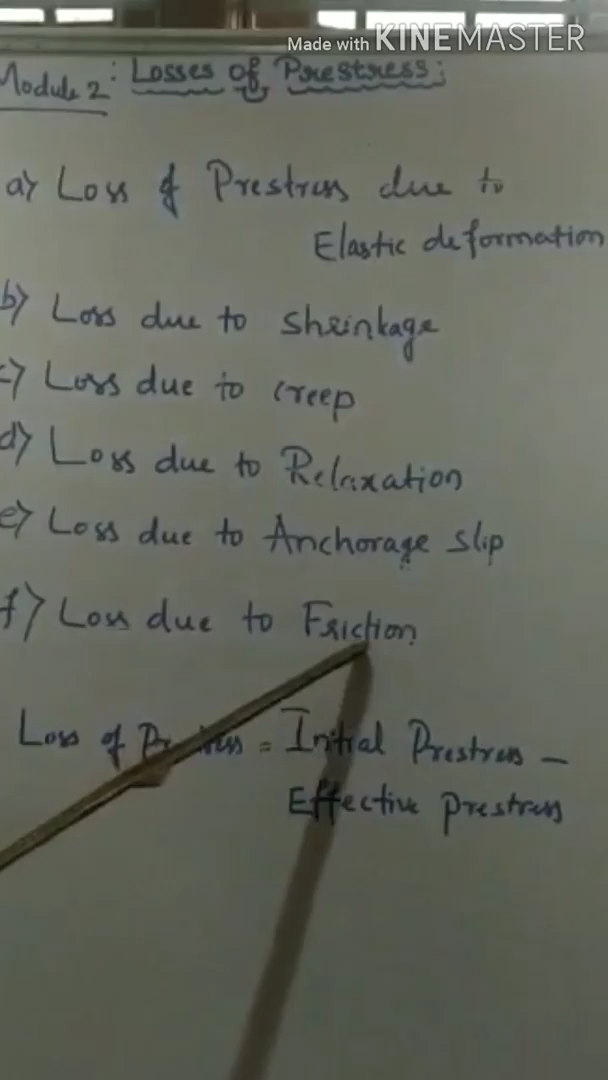 Made with KINEMASTER
Module 2: Losses of Prestress:
a) Loss of Prestress due to
Elastic deformation
b) Loss due to Shrinkage
c) Loss due to creep
d) Loss due to Relaxation
e) Loss due to Anchorage slip
f) Loss due to Friction
Loss of = Initial Prestress -
Effective prestress